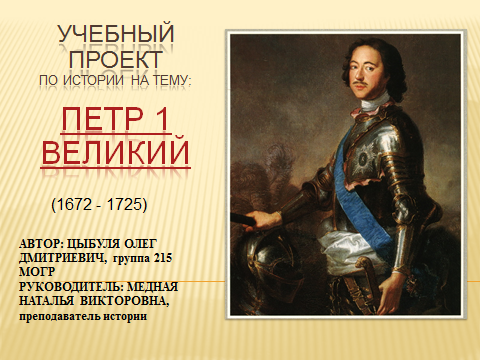 УЧЕБНЫЙ
ПРОЕКТ
ПО ИСТОРИИ НА ТЕМУ:
ПЕТР 1
ВЕЛИКИЙ
(1672 - 1725)
АВТОР: ЦЫБУЛЯ ОЛЕГ
ДМИТРИЕВИЧ, группа 215
МОГР
РУКОВОДИТЕЛЬ: МЕДНАЯ
НАТАЛЬЯ ВИКТОРОВНА,
преподаватель истории